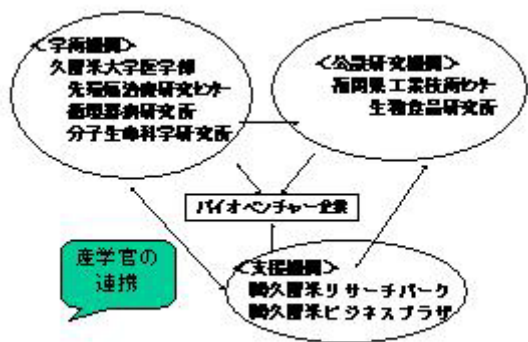 <学術機関>
久留米大学医学部
先端癌治療研究センター
循環器病研究所
分子生命科学研究所
<公設研究機関>
福岡県工業技術センター
生物食品研究所
バイオベンチャー企業
産学官の
連携
<支援機関>
久留米リサーチパーク
久留米ビジネスプラザ